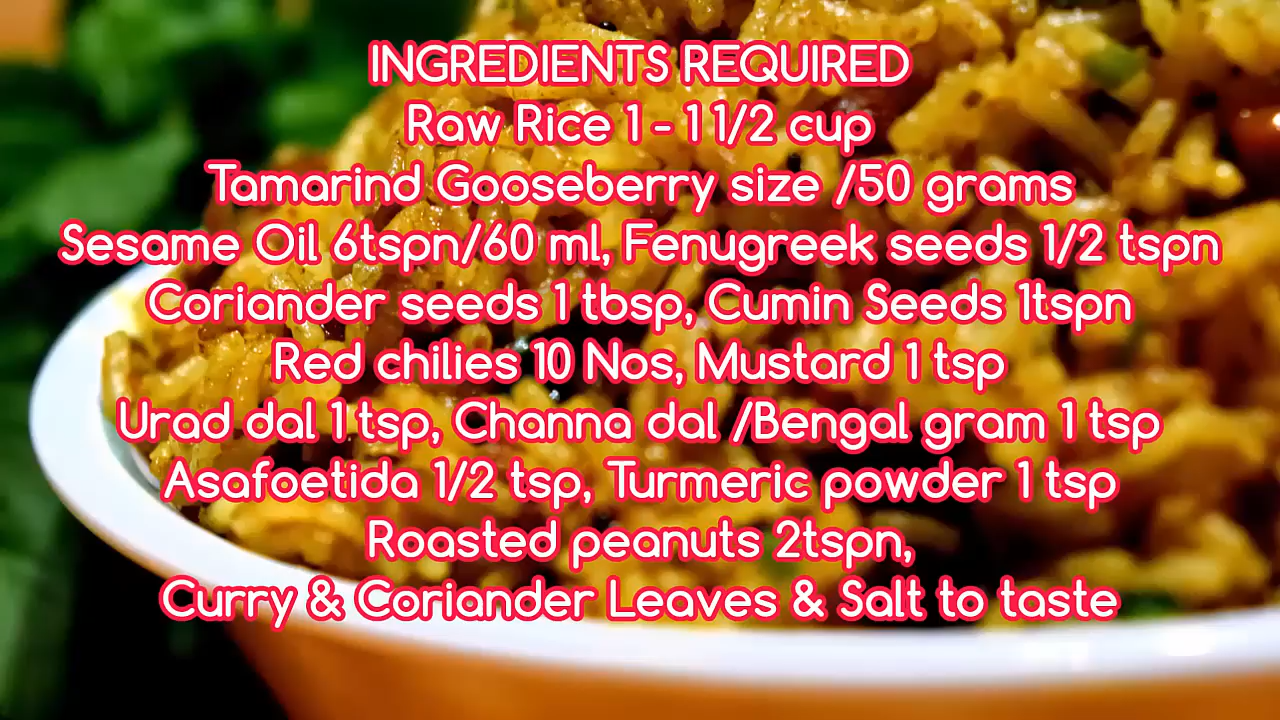 INGREDIENTS REQUIRED
Raw Rice 1 - 1 1/2 cup
Tamarind Gooseberry size /50 grams
Sesame Oil 6tspn/60 ml, Fenugreek seeds 1/2 tspn
Coriander seeds 1 tbsp, Cumin Seeds 1tspn
Red chilies 10 Nos, Mustard 1 tsp
Urad dal 1 tsp, Channa dal /Bengal gram 1 tsp
Asafoetida 1/2 tsp, Turmeric powder 1 tsp
Roasted peanuts 2tspn,
Curry & Coriander Leaves & Salt to taste